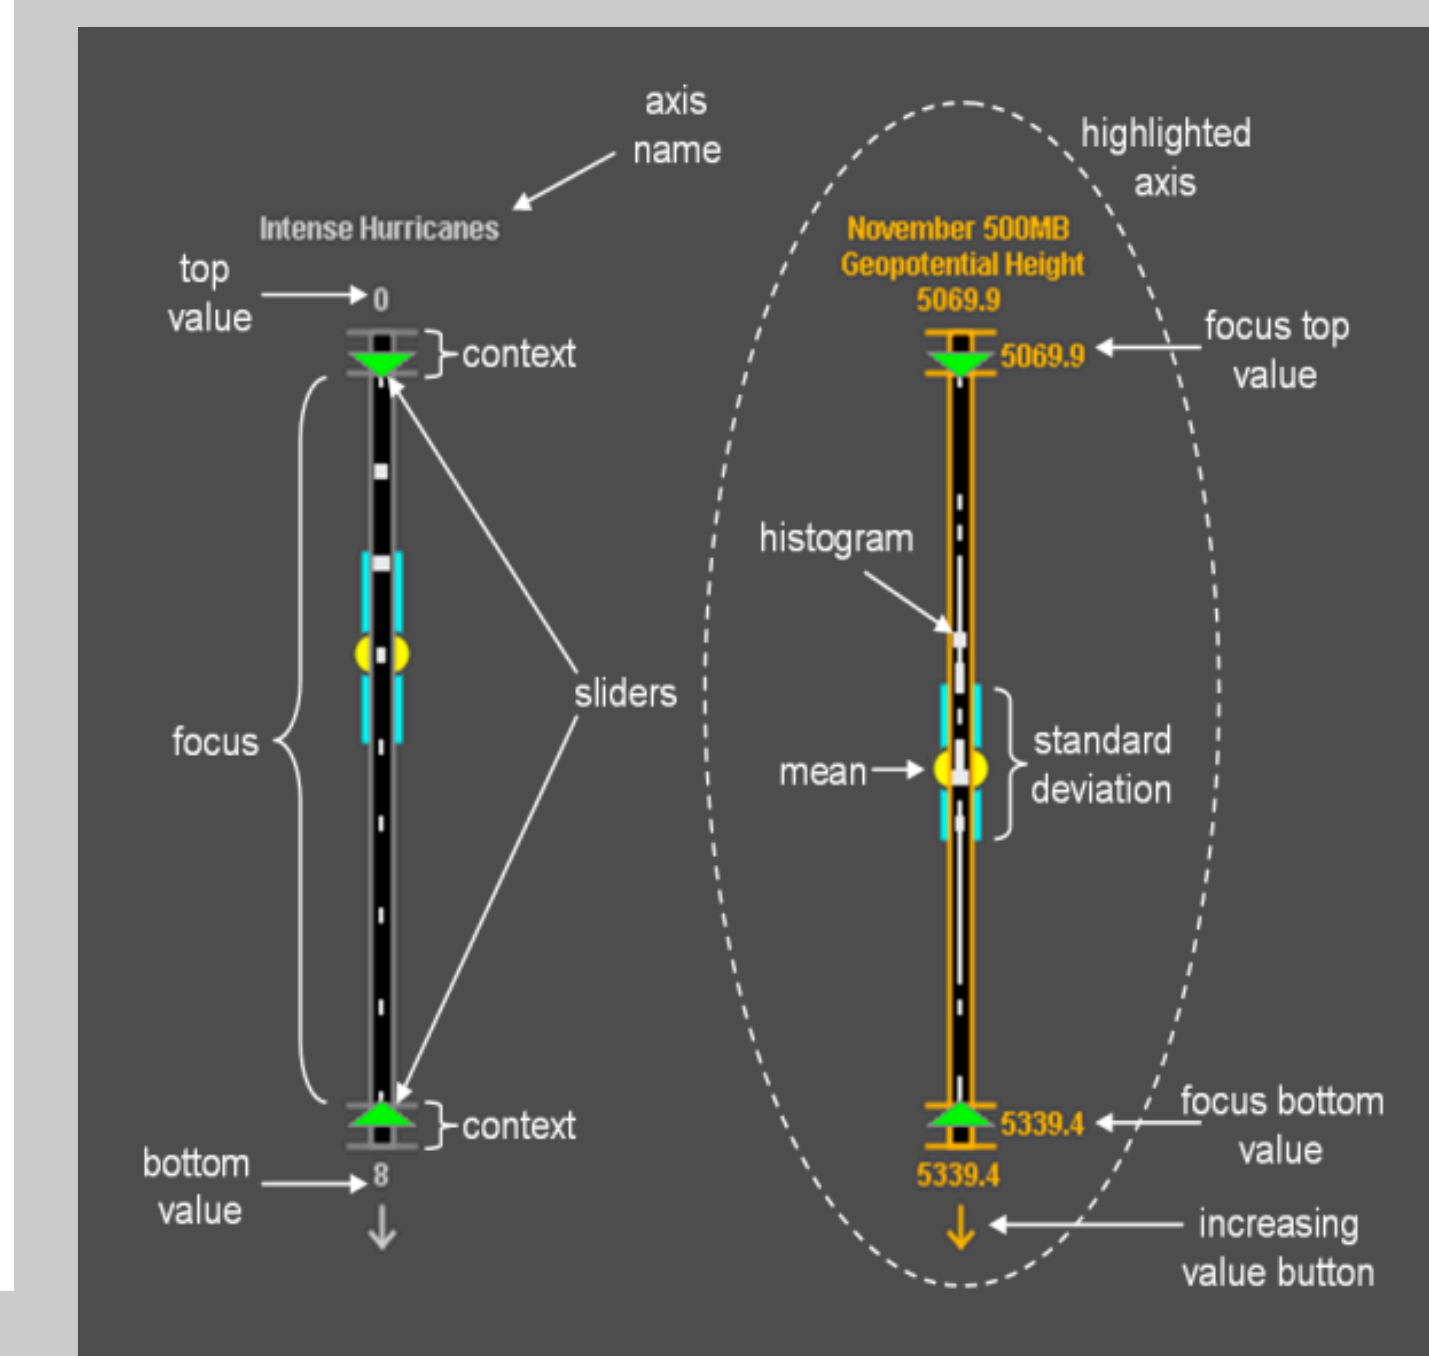 axis
name
highlighted
axis
Intense Hurricanes
November 500MB
Geopotential Height
top
value
0
5069.9
focus top
value
context
5069.9
histogram
sliders
focus
mean
standard
deviation
context
5339.4
focus bottom
value
bottom
value
8
5339.4
increasing
value button